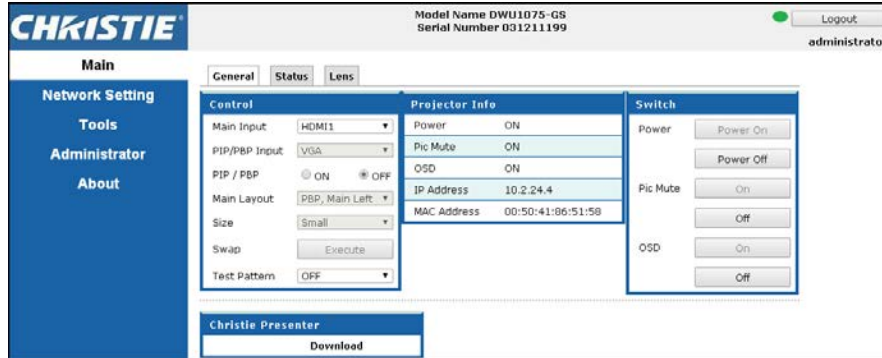 CHRISTIE
Model Name DWU1075-GS
Serial Number 031211199
Logout
administrato
Main
Network Setting
Tools
Administrator
About
General Status Lens
Control
Main Input HDMI1
PIP/PBP Input VGA
PIP / PBP ON OFF
Main Layout PBP, Main Left
Size Small
Swap Execute
Test Pattern OFF
Projector Info
Power ON
Pic Mute ON
OSD ON
IP Address 10.2.24.4
MAC Address 00:50:41:86:51:58
Switch
Power Power On
Power Off
Pic Mute On
Off
OSD On
Off
Christie Presenter
Download